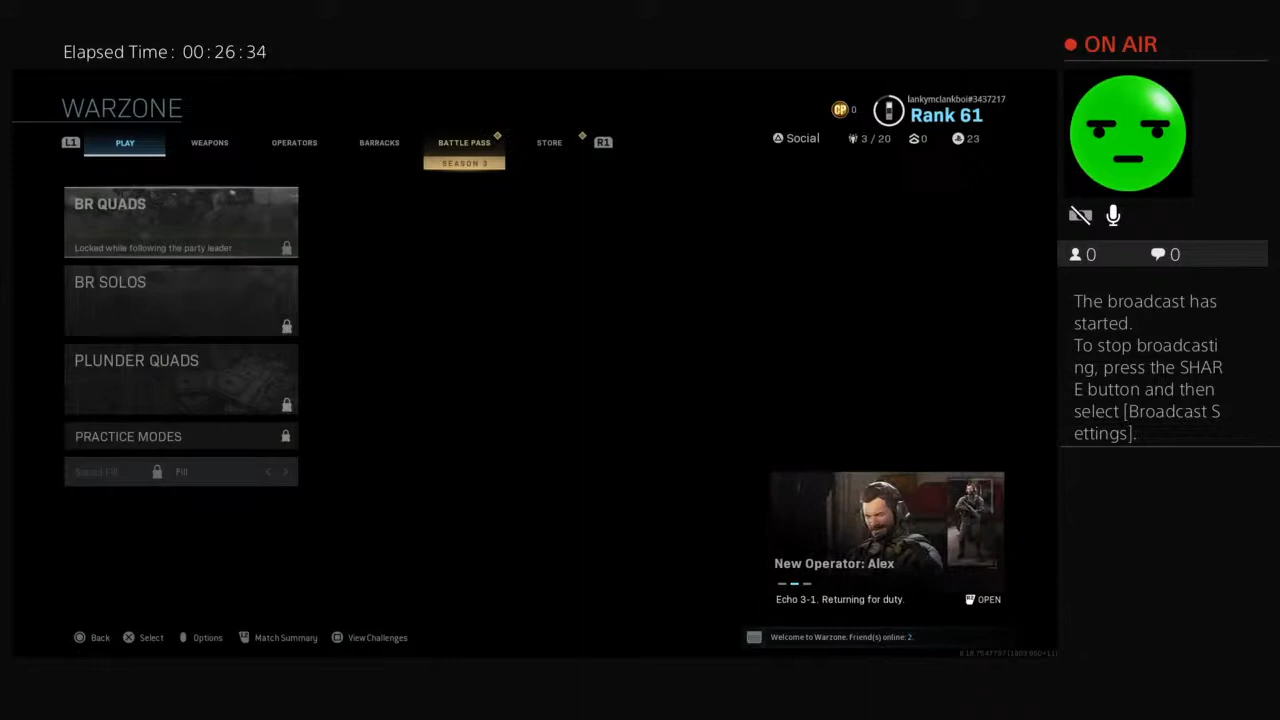 Elapsed Time: 00:26:34
ON AIR
WARZONE
CP 0
lankymclankboi#3437217
Rank 61
L1 PLAY WEAPONS OPERATORS BARRACKS BATTLE PASS STORE R1
SEASON 3
Social 3 / 20 0 23
BR QUADS
Locked while following the party leader
BR SOLOS
PLUNDER QUADS
PRACTICE MODES
Squad Fill Fill
0 0
The broadcast has
started.
To stop broadcasti
ng, press the SHAR
E button and then
select [Broadcast S
ettings].
New Operator: Alex
Echo 3-1. Returning for duty.
OPEN
Back Select Options Match Summary View Challenges
Welcome to Warzone. Friend(s) online: 2.